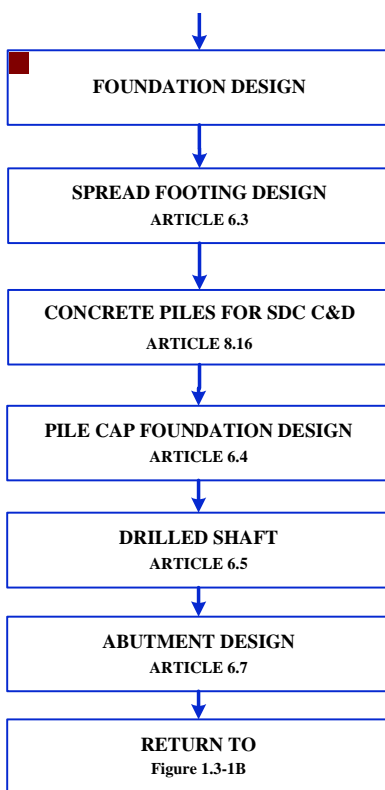 FOUNDATION DESIGN
SPREAD FOOTING DESIGN
ARTICLE 6.3
CONCRETE PILES FOR SDC C&D
ARTICLE 8.16
PILE CAP FOUNDATION DESIGN
ARTICLE 6.4
DRILLED SHAFT
ARTICLE 6.5
ABUTMENT DESIGN
ARTICLE 6.7
RETURN TO
Figure 1.3-1B